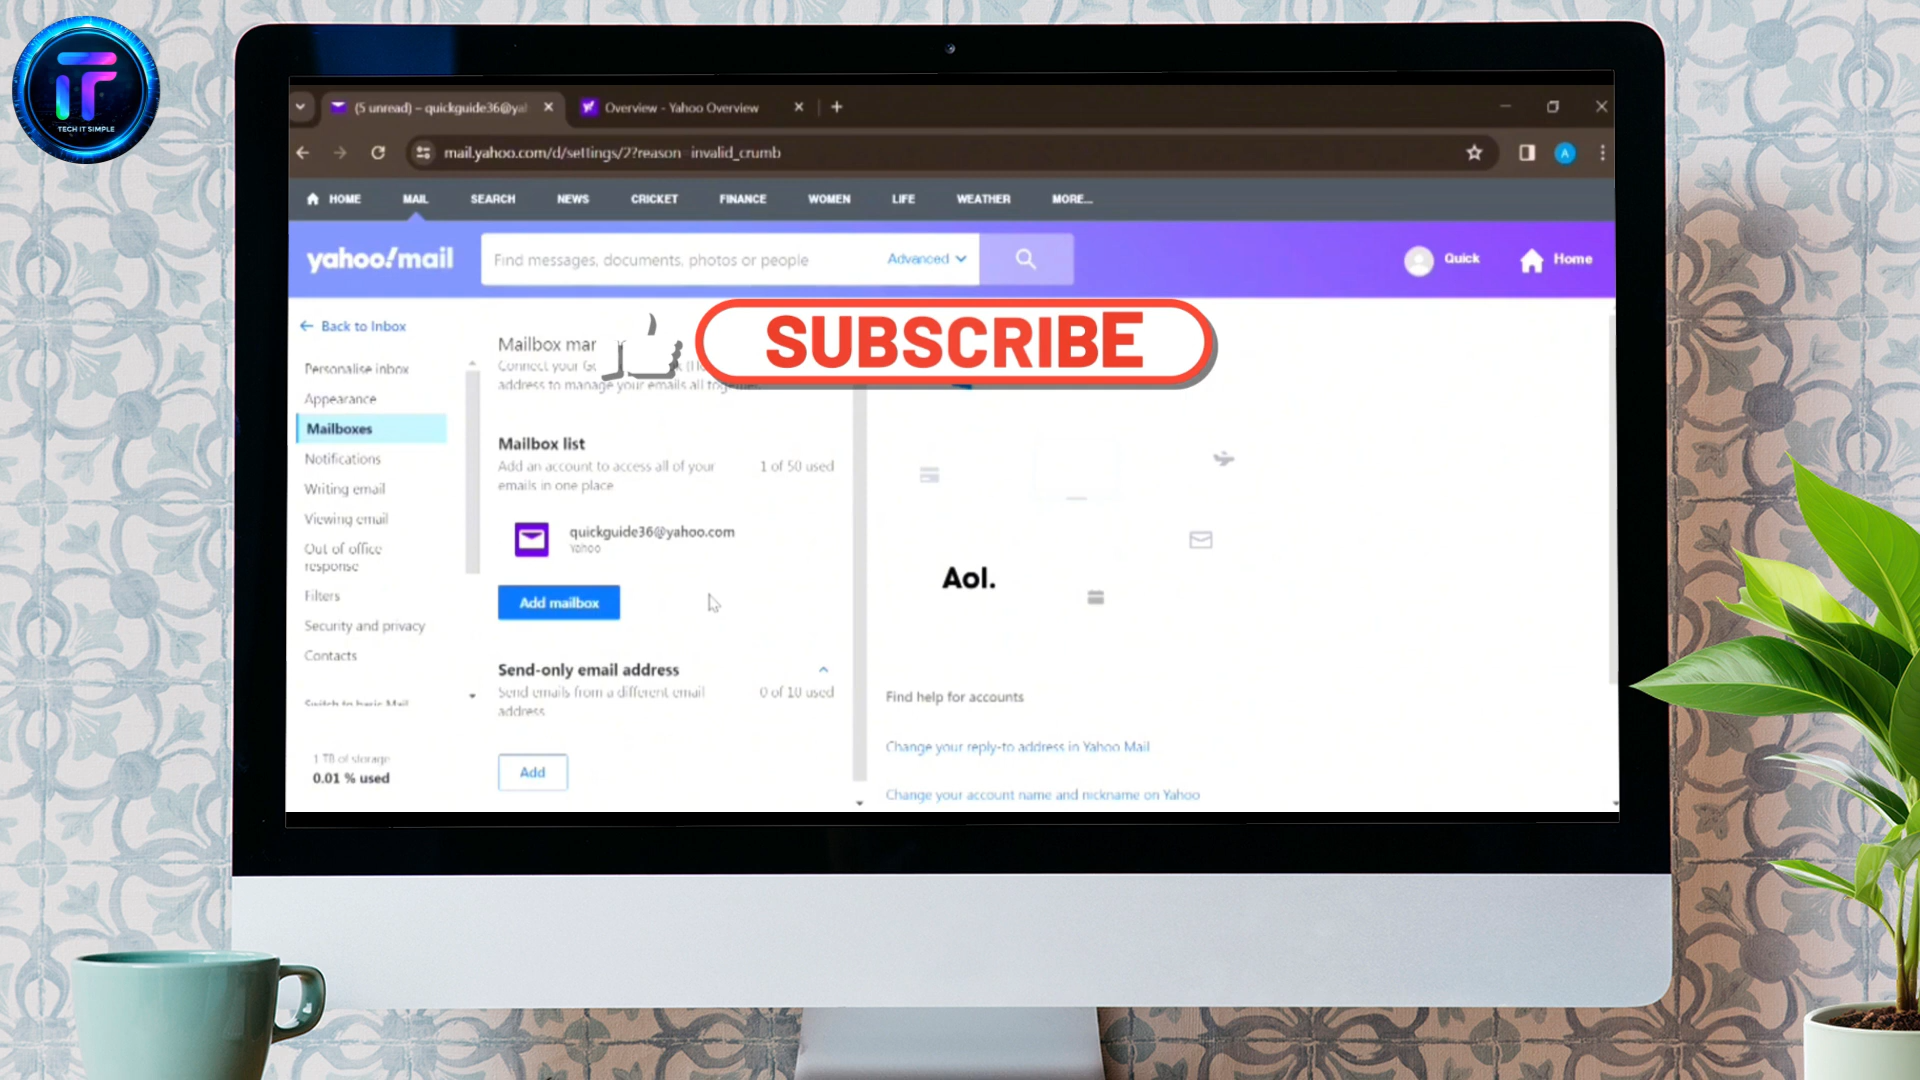 TECH IT SIMPLE
(5 unread) – quickguide36@ya
Overview - Yahoo Overview
mail.yahoo.com/d/settings/2?reason=invalid_crumb
A
HOME MAIL SEARCH NEWS CRICKET FINANCE WOMEN LIFE WEATHER MORE...
yahoo!mail
Find messages, documents, photos or people
Advanced
Quick
Home
SUBSCRIBE
Back to Inbox
Personalise inbox
Appearance
Mailboxes
Notifications
Writing email
Viewing email
Out of office
response
Filters
Security and privacy
Contacts
Switch to basic Mail
1 TB of storage
0.01 % used
Mailbox
Connect your
address to manage your emails all
Mailbox list
Add an account to access all of your
emails in one place
1 of 50 used
quickguide36@yahoo.com
Yahoo
Add mailbox
Send-only email address
Send emails from a different email
address
0 of 10 used
Add
Aol.
Find help for accounts
Change your reply-to address in Yahoo Mail
Change your account name and nickname on Yahoo